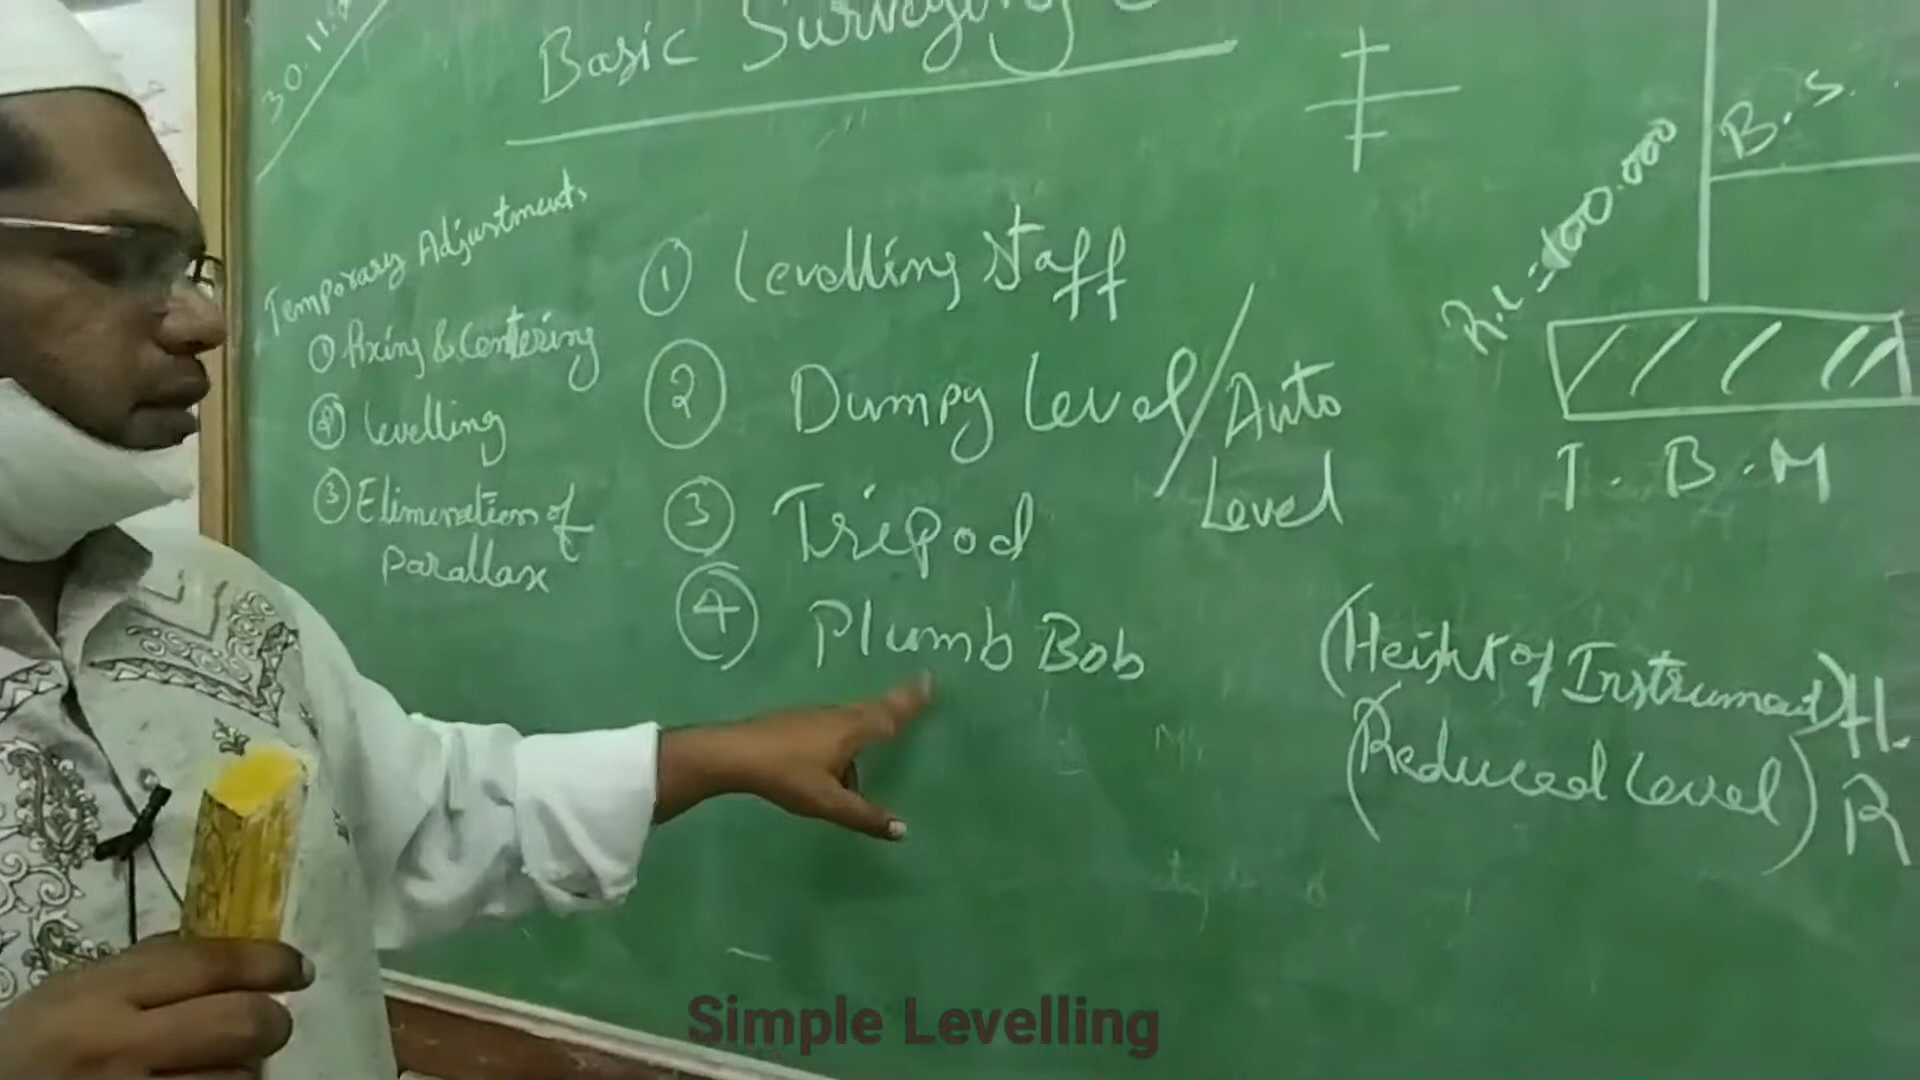 30.11.
Basic Surveying
Temporary Adjustments
① Fixing & Centering
② Levelling
③ Elimination of
Parallax
① Levelling Staff
② Dumpy Level / Auto
Level
③ Tripod
④ Plumb Bob
B.S.
R.L = 100.000
T.B.M
(Height of Instrument) H.
(Reduced Level) R
Simple Levelling